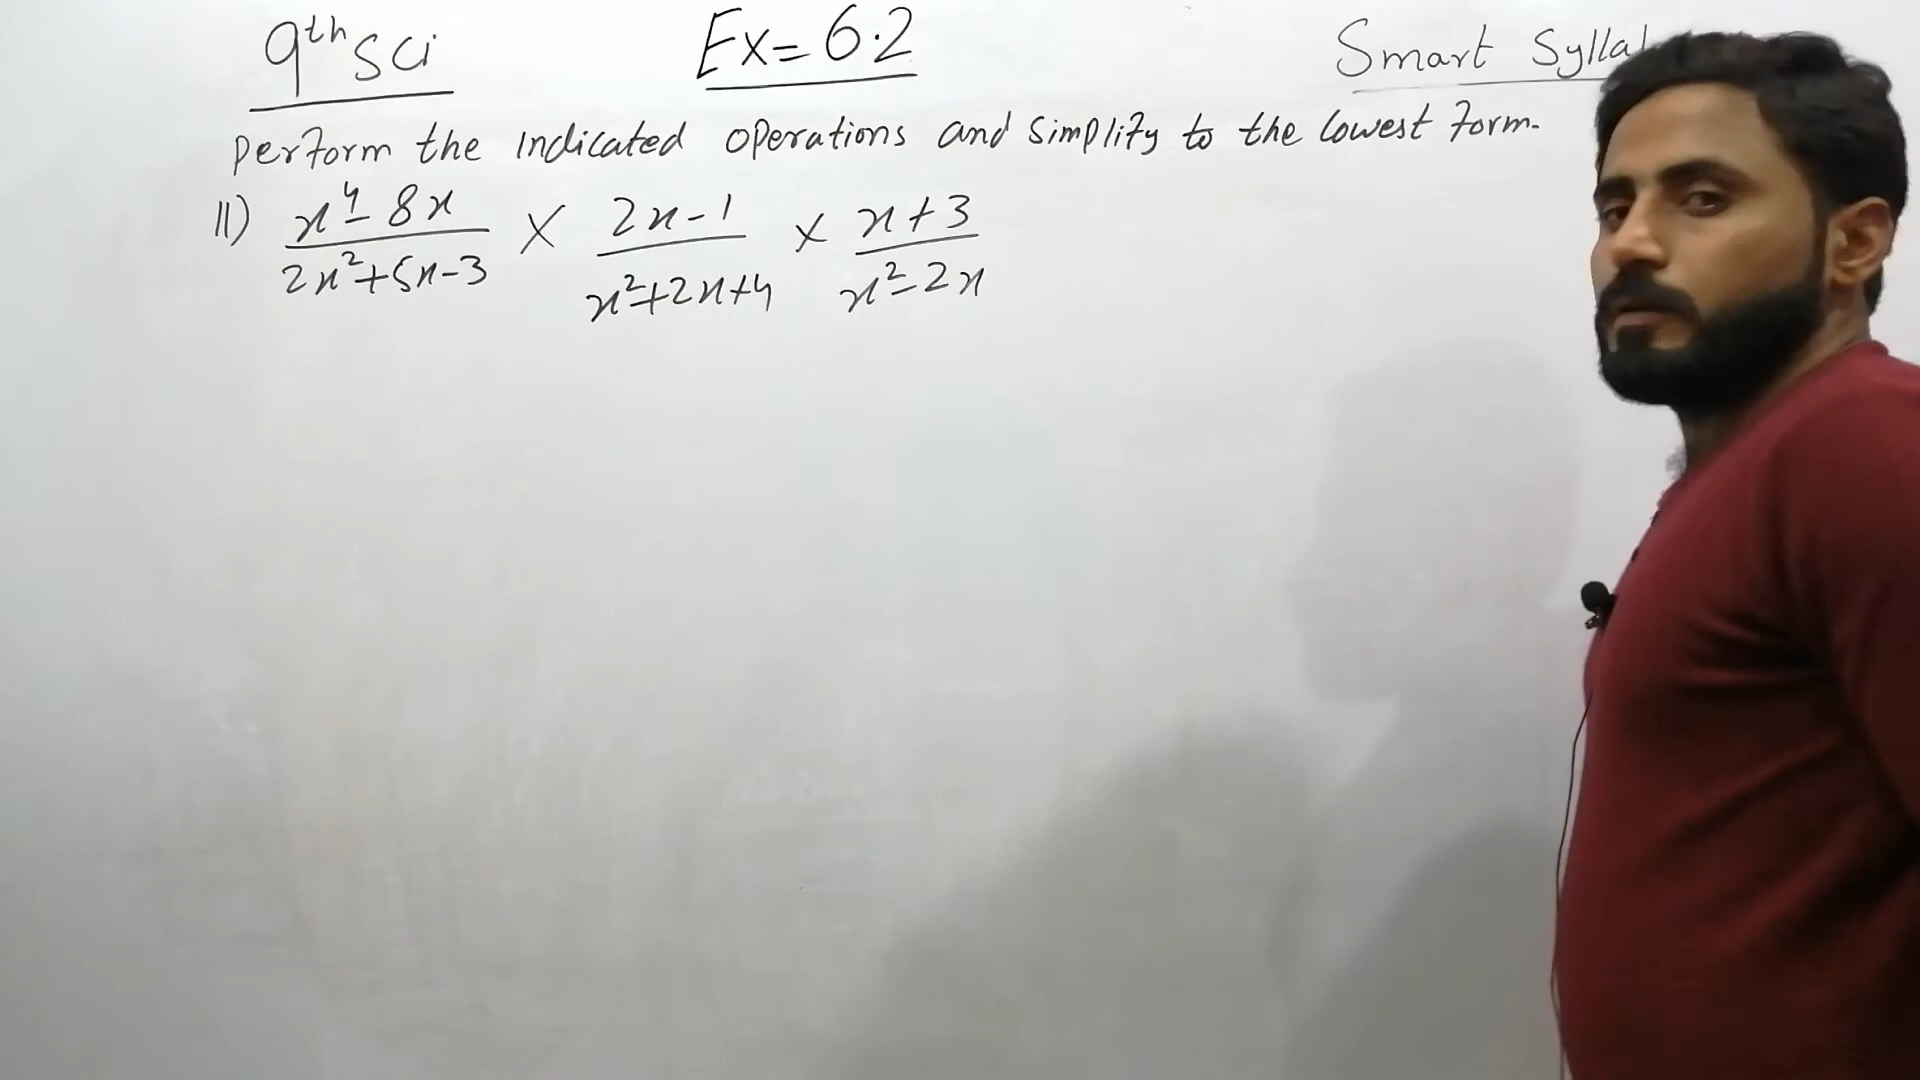 9th Sci
Ex = 6.2
Smart
Perform the indicated operations and simplify to the lowest form.
11) x⁴ - 8x / 2x² + 5x - 3 × 2x - 1 / x² + 2x + 4 × x + 3 / x² - 2x